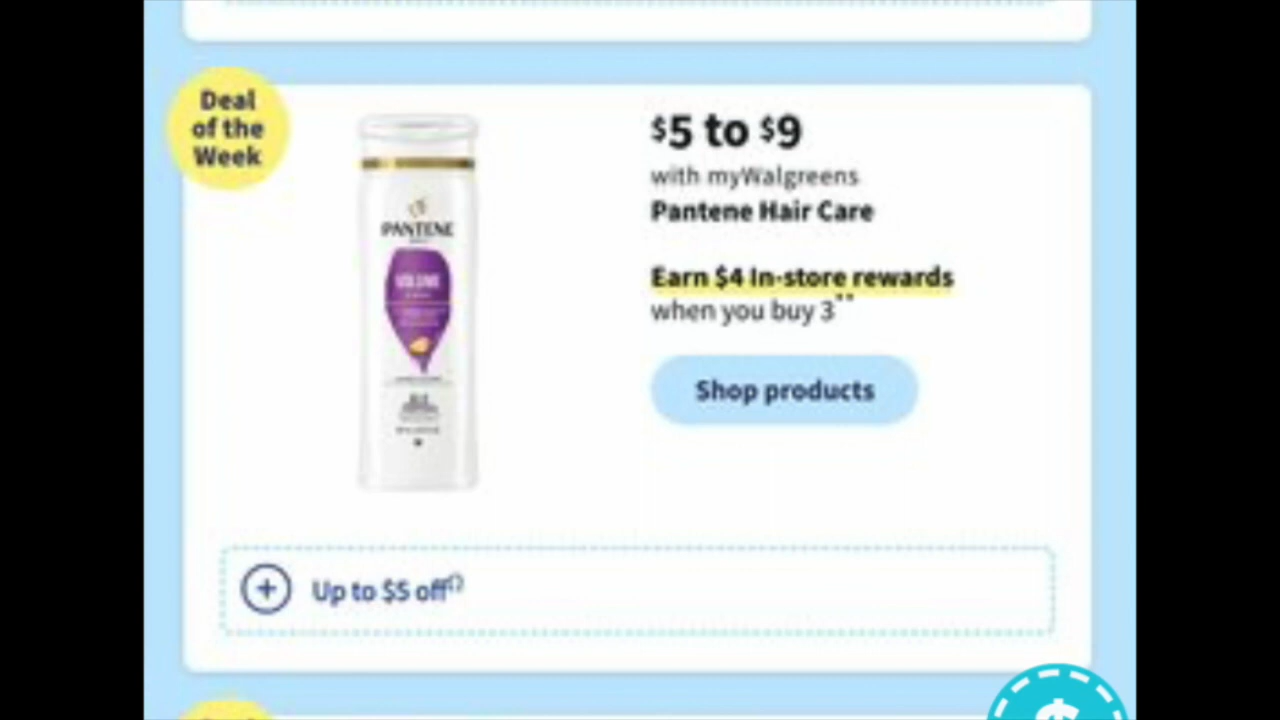 Deal
of the
Week
$5 to $9
with myWalgreens
Pantene Hair Care
Earn $4 In-store rewards
when you buy 3**
Shop products
PANTENE
VOLUME
Up to $5 off
$